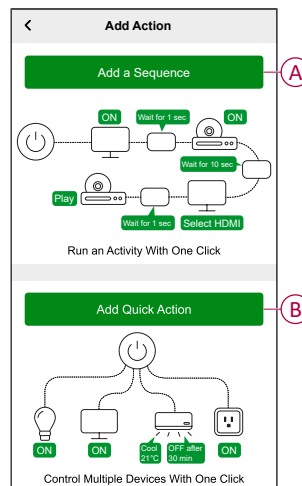 Add Action
Add a Sequence
A
ON
Wait for 1 sec
ON
Wait for 10 sec
Play
Wait for 1 sec
Select HDMI
Run an Activity With One Click
Add Quick Action
B
ON
ON
Cool
21°C
OFF after
30 min
ON
Control Multiple Devices With One Click